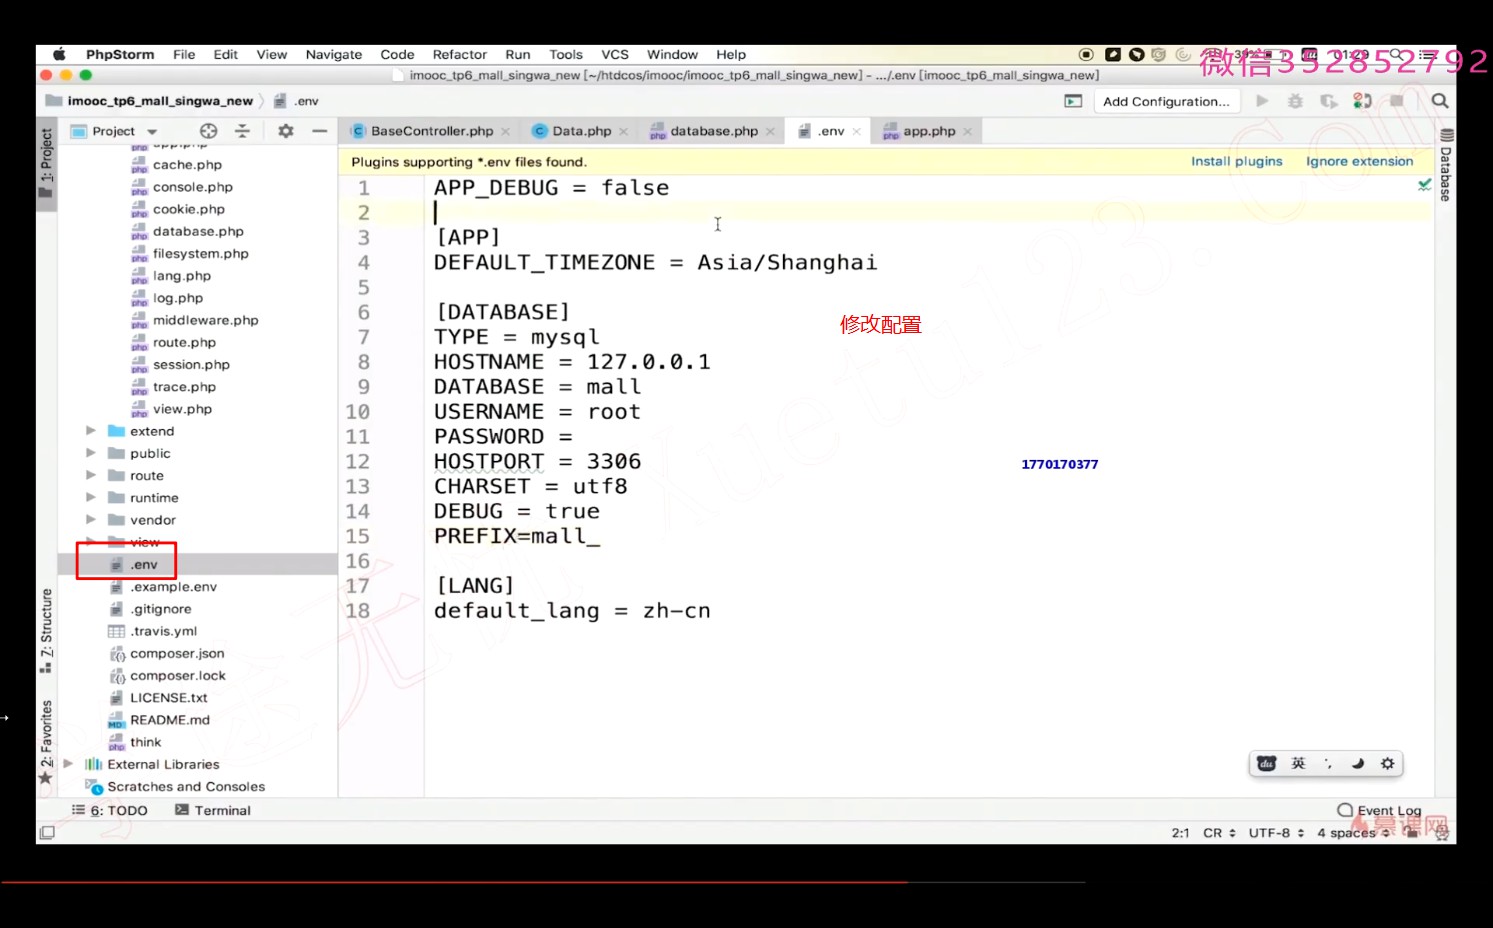 PhpStorm File Edit View Navigate Code Refactor Run Tools VCS Window Help
微信352852792
imooc_tp6_mall_singwa_new [~/htdcos/imooc/imooc_tp6_mall_singwa_new] - .../.env [imooc_tp6_mall_singwa_new]
imooc_tp6_mall_singwa_new .env
Add Configuration...
1: Project
Project
BaseController.php
Data.php
database.php
.env
app.php
Database
Plugins supporting *.env files found.
Install plugins Ignore extension
app.php
cache.php
console.php
cookie.php
database.php
filesystem.php
lang.php
log.php
middleware.php
route.php
session.php
trace.php
view.php
extend
public
route
runtime
vendor
view
.env
.example.env
.gitignore
.travis.yml
composer.json
composer.lock
LICENSE.txt
README.md
think
External Libraries
Scratches and Consoles
7: Structure
2: Favorites
1 APP_DEBUG = false
2
3 [APP]
4 DEFAULT_TIMEZONE = Asia/Shanghai
5
6 [DATABASE]
7 TYPE = mysql
8 HOSTNAME = 127.0.0.1
9 DATABASE = mall
10 USERNAME = root
11 PASSWORD =
12 HOSTPORT = 3306
13 CHARSET = utf8
14 DEBUG = true
15 PREFIX=mall_
16
17 [LANG]
18 default_lang = zh-cn
修改配置
1770170377
du 英
6: TODO Terminal
Event Log
慕课网
2:1 CR UTF-8 4 spaces